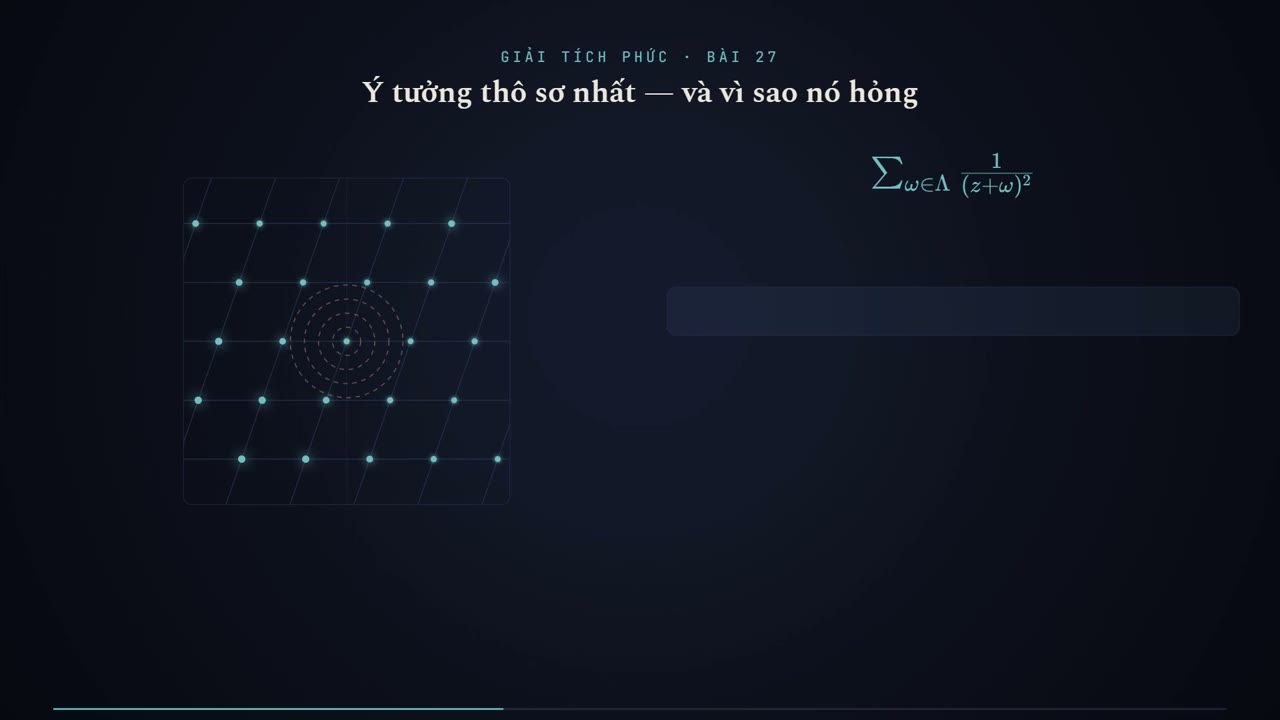 GIẢI TÍCH PHỨC · BÀI 27
Ý tưởng thô sơ nhất — và vì sao nó hỏng
∑_{ω∈Λ} 1/(z+ω)²